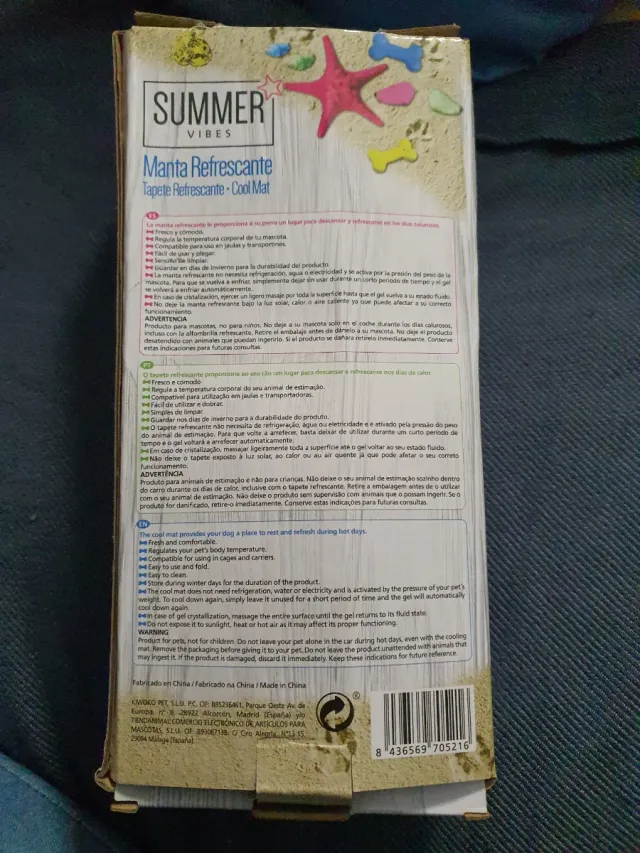 SUMMER
VIBES
Manta Refrescante
Tapete Refrescante • Cool Mat
ES
La manta refrescante le proporciona a su perro un lugar para descansar y refrescarse en los días calurosos.
Fresco y cómodo.
Regula la temperatura corporal de tu mascota.
Compatible para uso en jaulas y transportines.
Fácil de usar y plegar.
Sencillo de limpiar.
Guardar en días de invierno para la durabilidad del producto.
La manta refrescante no necesita refrigeración, agua o electricidad y se activa por la presión del peso de la
mascota. Para que se vuelva a enfriar, simplemente dejar sin usar durante un corto periodo de tiempo y el gel
se volverá a enfriar automáticamente.
En caso de cristalización, ejercer un ligero masaje por toda la superficie hasta que el gel vuelva a su estado fluido.
No deje la manta refrescante bajo la luz solar, calor o aire caliente ya que puede afectar a su correcto
funcionamiento.
ADVERTENCIA
Producto para mascotas, no para niños. No deje a su mascota solo en el coche durante los días calurosos,
incluso con la alfombrilla refrescante. Retire el embalaje antes de dárselo a su mascota. No deje el producto
desatendido con animales que puedan ingerirlo. Si el producto se dañara retírelo inmediatamente. Conserve
estas indicaciones para futuras consultas.
PT
O tapete refrescante proporciona ao seu cão um lugar para descansar e refrescarse nos dias de calor.
Fresco e cómodo
Regula a temperatura corporal do seu animal de estimação.
Compatível para utilização em jaulas e transportadoras.
Fácil de utilizar e dobrar.
Simples de limpar.
Guardar nos dias de inverno para a durabilidade do produto.
O tapete refrescante não necessita de refrigeração, água ou eletricidade e é ativado pela pressão do peso
do animal de estimação. Para que volte a arrefecer, basta deixar de utilizar durante um curto período de
tempo e o gel voltará a arrefecer automaticamente.
Em caso de cristalização, massajar ligeiramente toda a superfície até o gel voltar ao seu estado fluido.
Não deixe o tapete exposto à luz solar, ao calor ou au air quente já que pode afetar o seu correto
funcionamento.
ADVERTÊNCIA
Produto para animais de estimação e não para crianças. Não deixe o seu animal de estimação sozinho dentro
do carro durante os dias de calor, inclusive com o tapete refrescante. Retire a embalagem antes de o utilizar
com o seu animal de estimação. Não deixe o produto sem supervisão com animais que o possam ingerir. Se o
produto for danificado, retire-o imediatamente. Conserve estas indicações para futuras consultas.
EN
The cool mat provides your dog a place to rest and refresh during hot days.
Fresh and comfortable.
Regulates your pet's body temperature.
Compatible for using in cages and carriers.
Easy to use and fold.
Easy to clean.
Store during winter days for the duration of the product.
The cool mat does not need refrigeration, water or electricity and is activated by the pressure of your pet's
weight. To cool down again, simply leave it unused for a short period of time and the gel will automatically
cool down again.
In case of gel crystallization, massage the entire surface until the gel returns to its fluid state.
Do not expose it to sunlight, heat or hot air as it may affect its proper functioning.
WARNING
Product for pets, not for children. Do not leave your pet alone in the car during hot days, even with the cooling
mat. Remove the packaging before giving it to your pet. Do not leave the product unattended with animals that
may ingest it. If the product is damaged, discard it immediately. Keep these indications for future reference.
Fabricado en China / Fabricado na China / Made in China
KIWOKO PET, S.L.U. P.C. CIF: B85236461, Parque Oeste Av. de
Europa, nº 8. 28922 Alcorcón, Madrid (España) y/o
TIENDANIMAL COMERCIO ELECTRÓNICO DE ARTÍCULOS PARA
MASCOTAS, S.L.U. CIF: B93087138. C/ Ciro Alegría, Nº13-15.
29004 Málaga (España).
®
8 436569 705216